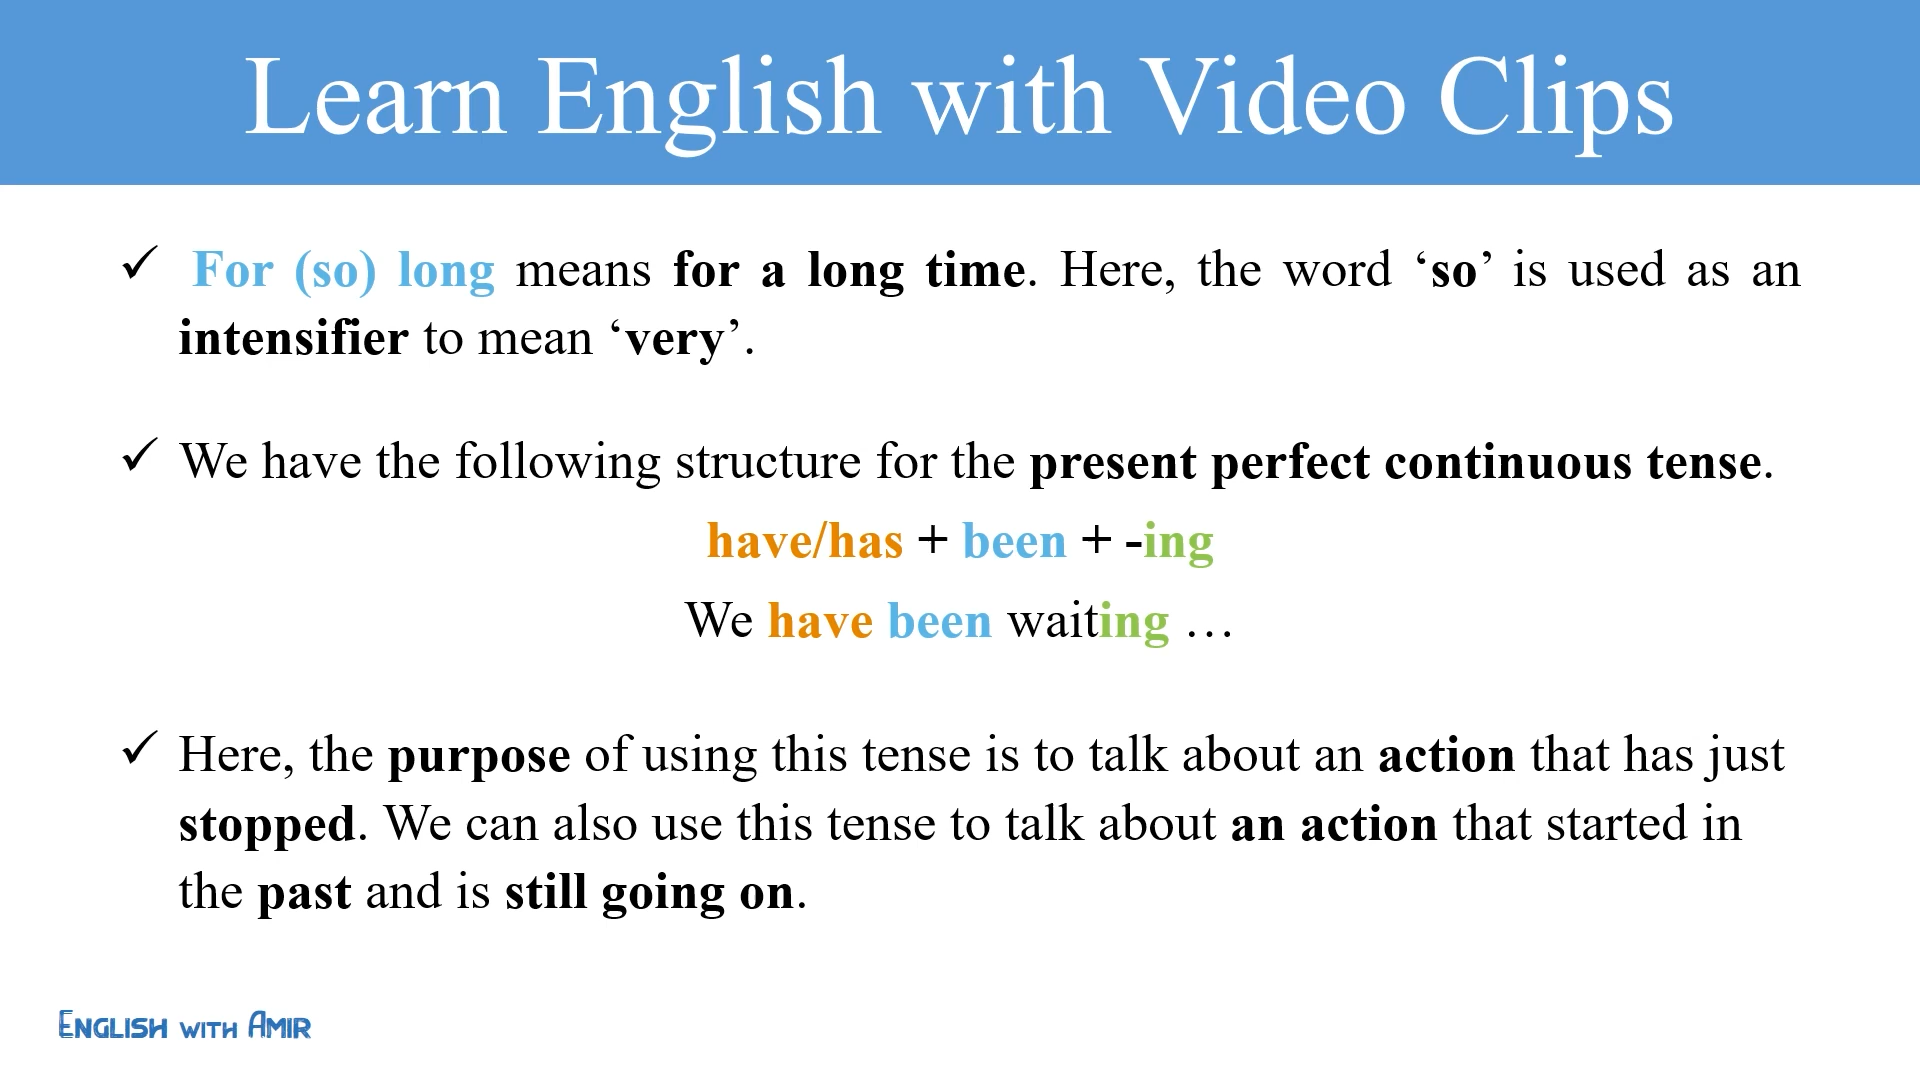 Learn English with Video Clips
✓ For (so) long means for a long time. Here, the word ‘so’ is used as an
intensifier to mean ‘very’.
✓ We have the following structure for the present perfect continuous tense.
have/has + been + -ing
We have been waiting …
✓ Here, the purpose of using this tense is to talk about an action that has just
stopped. We can also use this tense to talk about an action that started in
the past and is still going on.
English with Amir